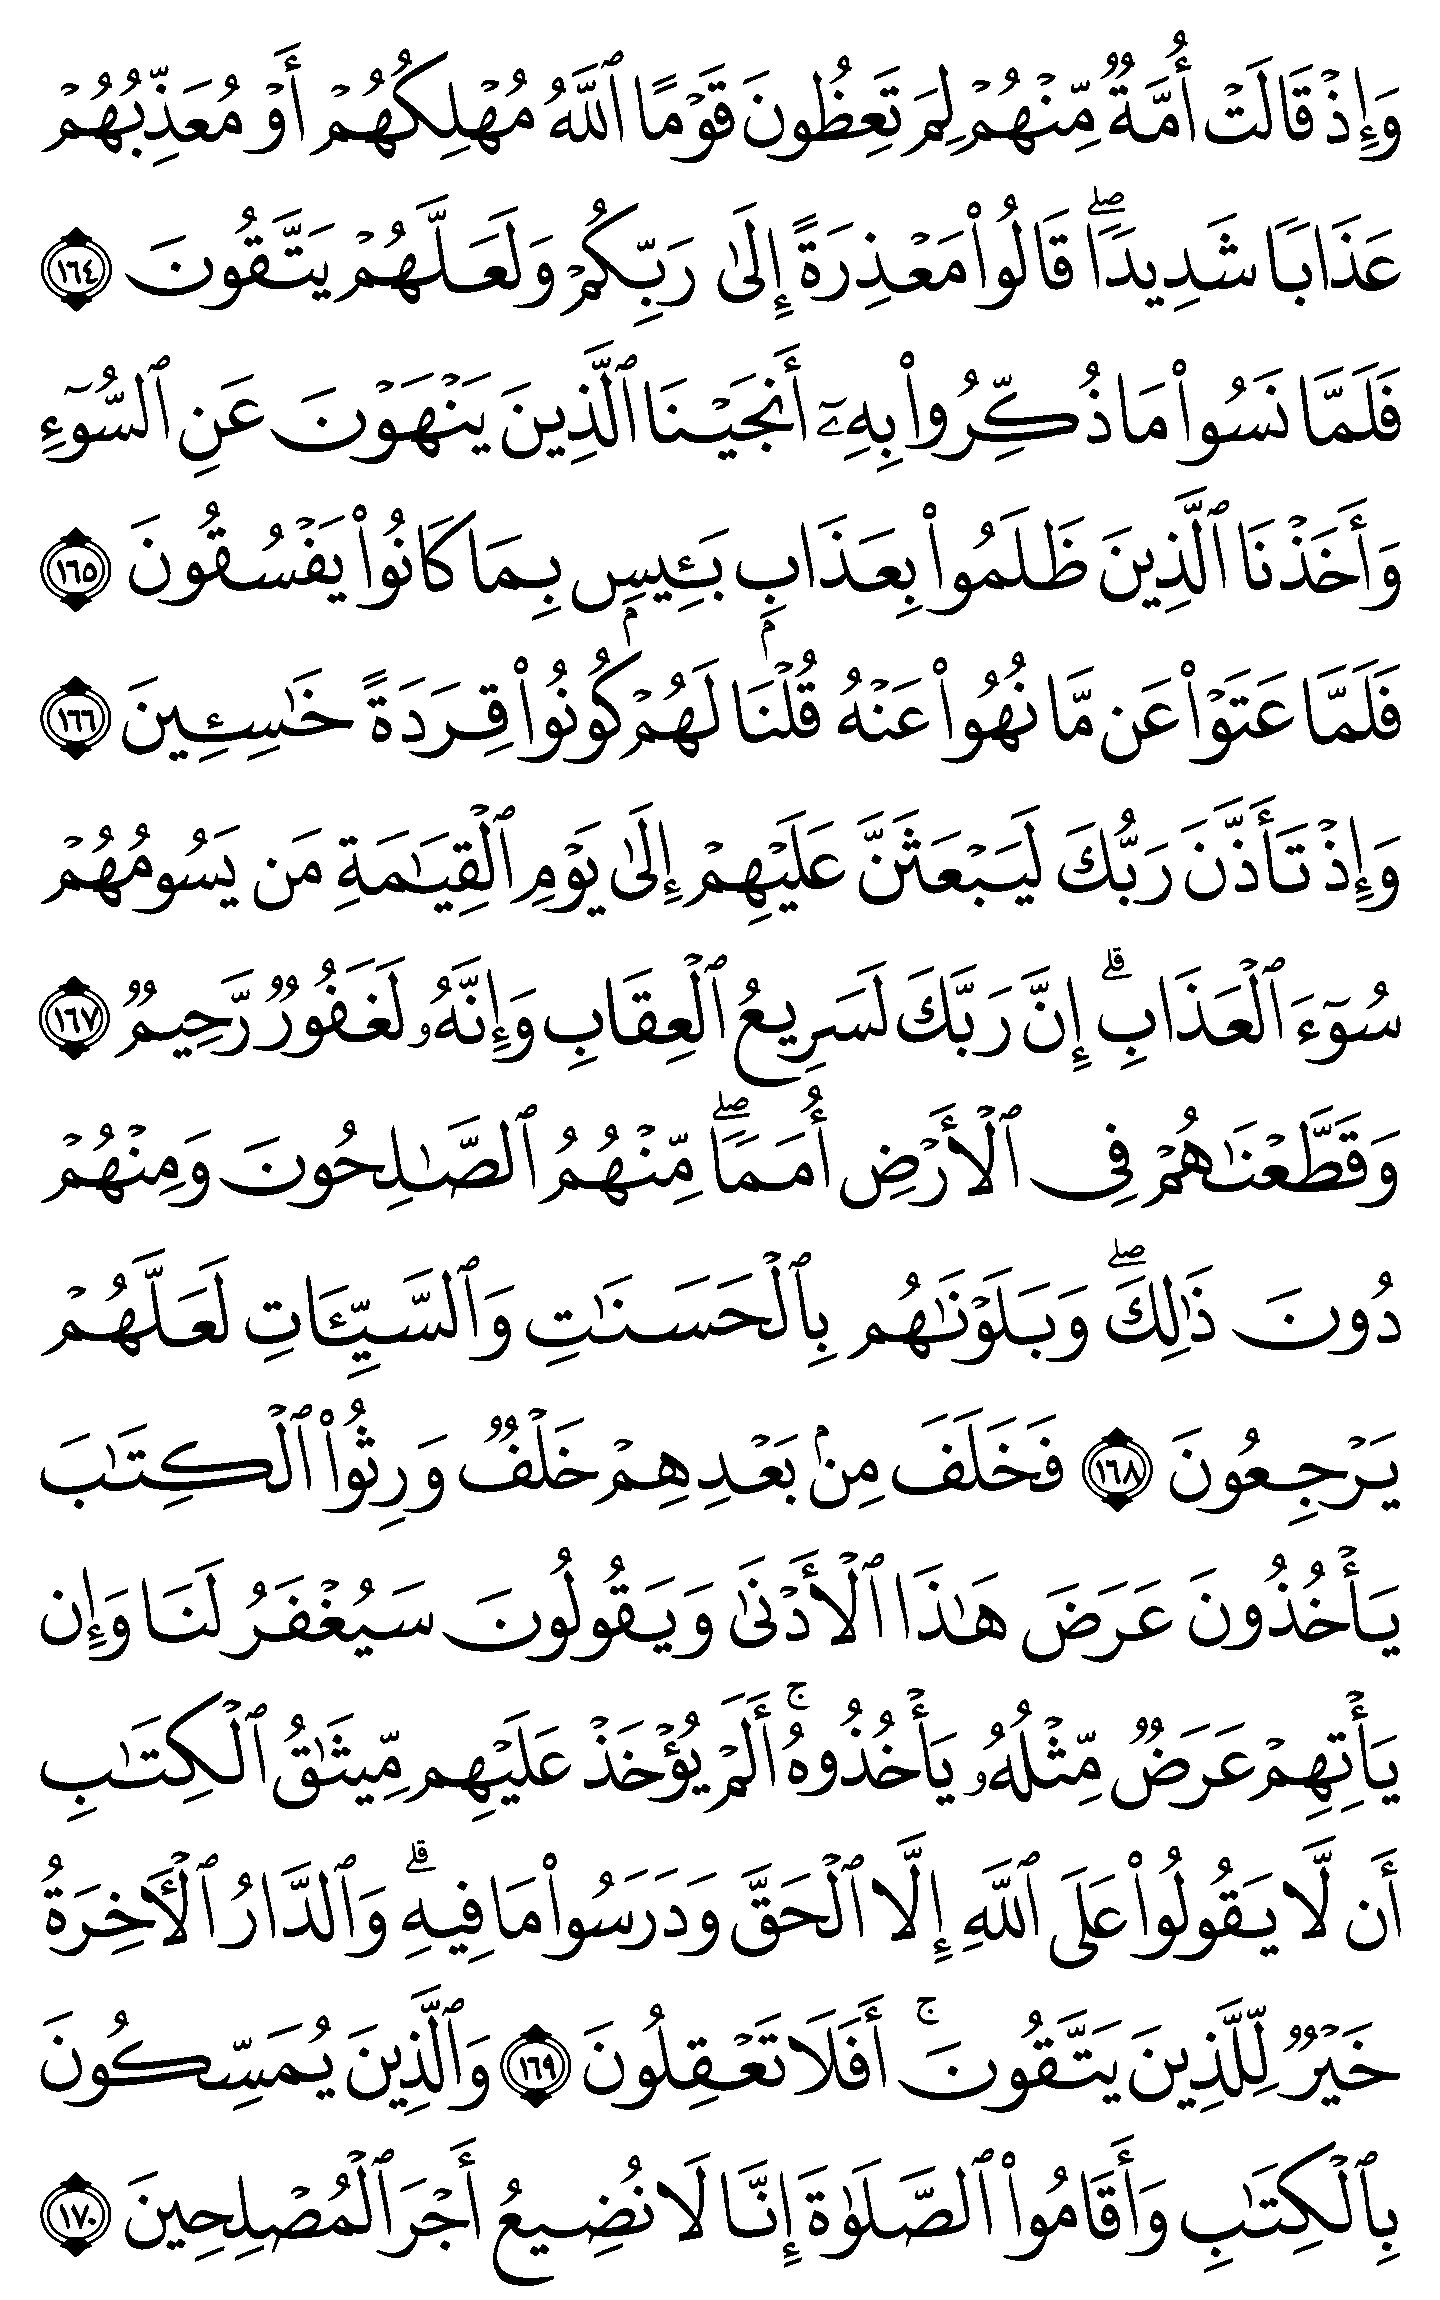 وَإِذۡ قَالَتۡ أُمَّةٞ مِّنۡهُمۡ لِمَ تَعِظُونَ قَوۡمًا ٱللَّهُ مُهۡلِكُهُمۡ أَوۡ مُعَذِّبُهُمۡ
عَذَابٗا شَدِيدٗاۖ قَالُواْ مَعۡذِرَةً إِلَىٰ رَبِّكُمۡ وَلَعَلَّهُمۡ يَتَّقُونَ ١٦٤
فَلَمَّا نَسُواْ مَا ذُكِّرُواْ بِهِۦٓ أَنجَيۡنَا ٱلَّذِينَ يَنۡهَوۡنَ عَنِ ٱلسُّوٓءِ
وَأَخَذۡنَا ٱلَّذِينَ ظَلَمُواْ بِعَذَابِۭ بَـِٔيسِۭ بِمَا كَانُواْ يَفۡسُقُونَ ١٦٥
فَلَمَّا عَتَوۡاْ عَن مَّا نُهُواْ عَنۡهُ قُلۡنَا لَهُمۡ كُونُواْ قِرَدَةً خَٰسِـِٔينَ ١٦٦
وَإِذۡ تَأَذَّنَ رَبُّكَ لَيَبۡعَثَنَّ عَلَيۡهِمۡ إِلَىٰ يَوۡمِ ٱلۡقِيَٰمَةِ مَن يَسُومُهُمۡ
سُوٓءَ ٱلۡعَذَابِۗ إِنَّ رَبَّكَ لَسَرِيعُ ٱلۡعِقَابِ وَإِنَّهُۥ لَغَفُورٞ رَّحِيمٞ ١٦٧
وَقَطَّعۡنَٰهُمۡ فِي ٱلۡأَرۡضِ أُمَمٗاۖ مِّنۡهُمُ ٱلصَّٰلِحُونَ وَمِنۡهُمۡ
دُونَ ذَٰلِكَۖ وَبَلَوۡنَٰهُم بِٱلۡحَسَنَٰتِ وَٱلسَّيِّـَٔاتِ لَعَلَّهُمۡ
يَرۡجِعُونَ ١٦٨ فَخَلَفَ مِنۢ بَعۡدِهِمۡ خَلۡفٞ وَرِثُواْ ٱلۡكِتَٰبَ
يَأۡخُذُونَ عَرَضَ هَٰذَا ٱلۡأَدۡنَىٰ وَيَقُولُونَ سَيُغۡفَرُ لَنَا وَإِن
يَأۡتِهِمۡ عَرَضٞ مِّثۡلُهُۥ يَأۡخُذُوهُۚ أَلَمۡ يُؤۡخَذۡ عَلَيۡهِم مِّيثَٰقُ ٱلۡكِتَٰبِ
أَن لَّا يَقُولُواْ عَلَى ٱللَّهِ إِلَّا ٱلۡحَقَّ وَدَرَسُواْ مَا فِيهِۗ وَٱلدَّارُ ٱلۡأٓخِرَةُ
خَيۡرٞ لِّلَّذِينَ يَتَّقُونَۚ أَفَلَا تَعۡقِلُونَ ١٦٩ وَٱلَّذِينَ يُمَسِّكُونَ
بِٱلۡكِتَٰبِ وَأَقَامُواْ ٱلصَّلَوٰةَ إِنَّا لَا نُضِيعُ أَجۡرَ ٱلۡمُصۡلِحِينَ ١٧٠